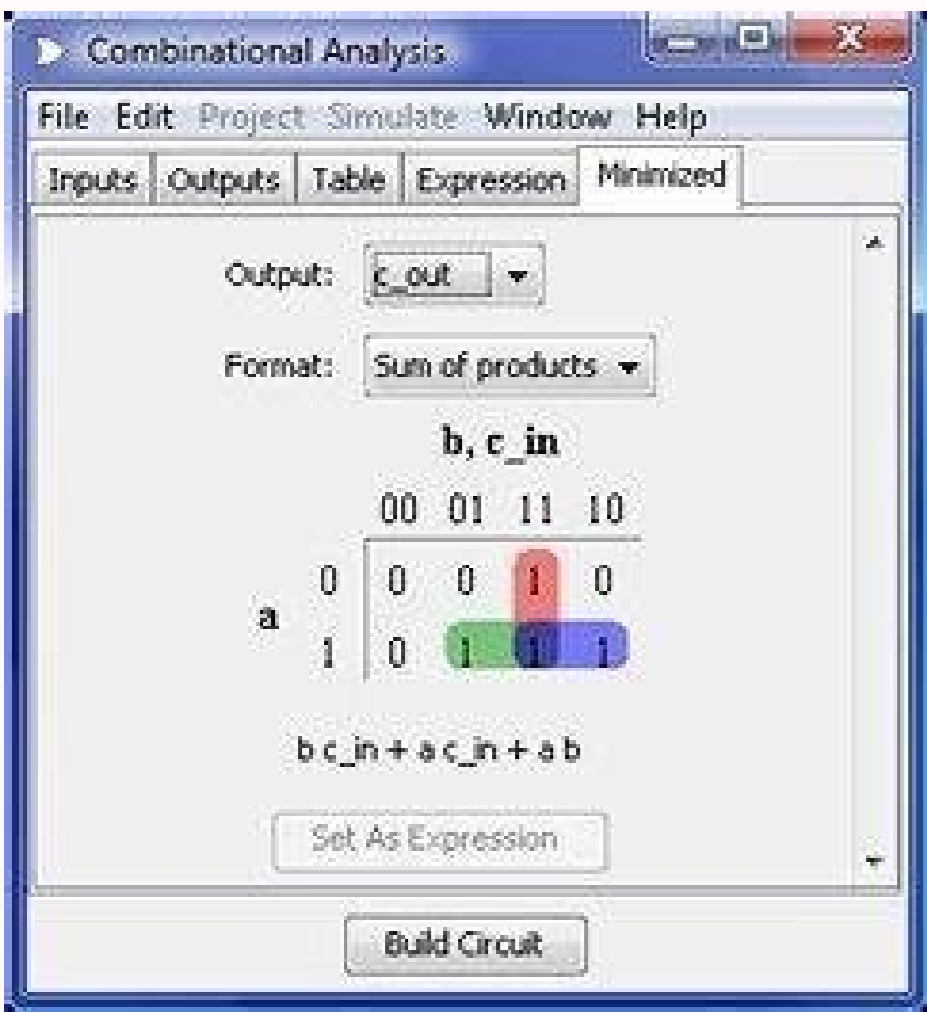 Combinational Analysis
File Edit Project Simulate Window Help
Inputs Outputs Table Expression Minimized
Output: c_out
Format: Sum of products
b, c_in
00 01 11 10
0 0 0 1 0
a
1 0 1 1 1
b c_in + a c_in + a b
Set As Expression
Build Circuit